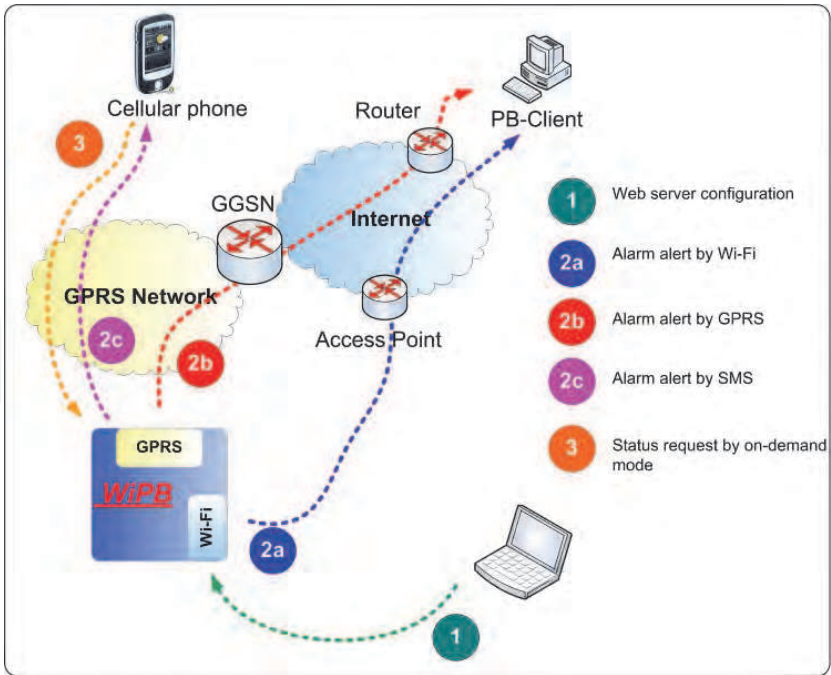 Cellular phone
Router
PB-Client
3
GGSN
Internet
1
Web server configuration
2a
Alarm alert by Wi-Fi
GPRS Network
Access Point
2b
Alarm alert by GPRS
2c
2b
2c
Alarm alert by SMS
3
Status request by on-demand
mode
GPRS
WiPB
Wi-Fi
2a
1